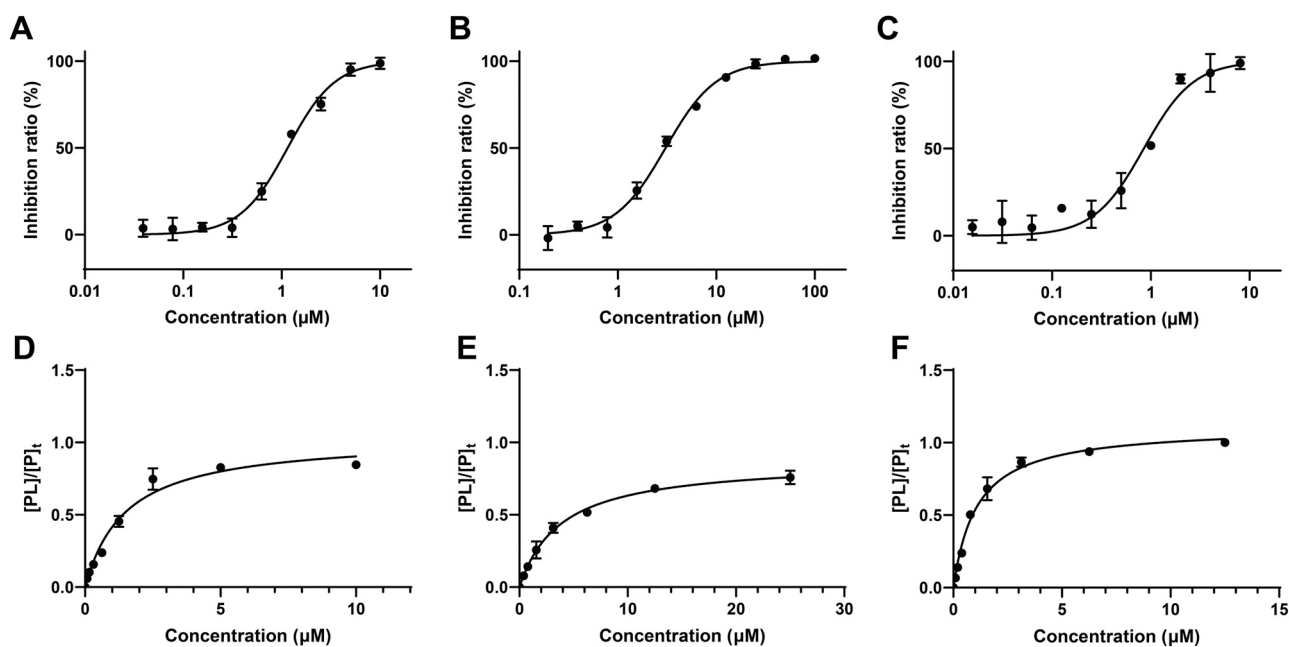 A
Inhibition ratio (%)
100
50
0
0.01 0.1 1 10
Concentration (μM)
B
Inhibition ratio (%)
100
50
0
0.1 1 10 100
Concentration (μM)
C
Inhibition ratio (%)
100
50
0
0.01 0.1 1 10
Concentration (μM)
D
[PL]/[P]t
1.5
1.0
0.5
0.0
0 5 10
Concentration (μM)
E
[PL]/[P]t
1.5
1.0
0.5
0.0
0 10 20 30
Concentration (μM)
F
[PL]/[P]t
1.5
1.0
0.5
0.0
0 5 10 15
Concentration (μM)